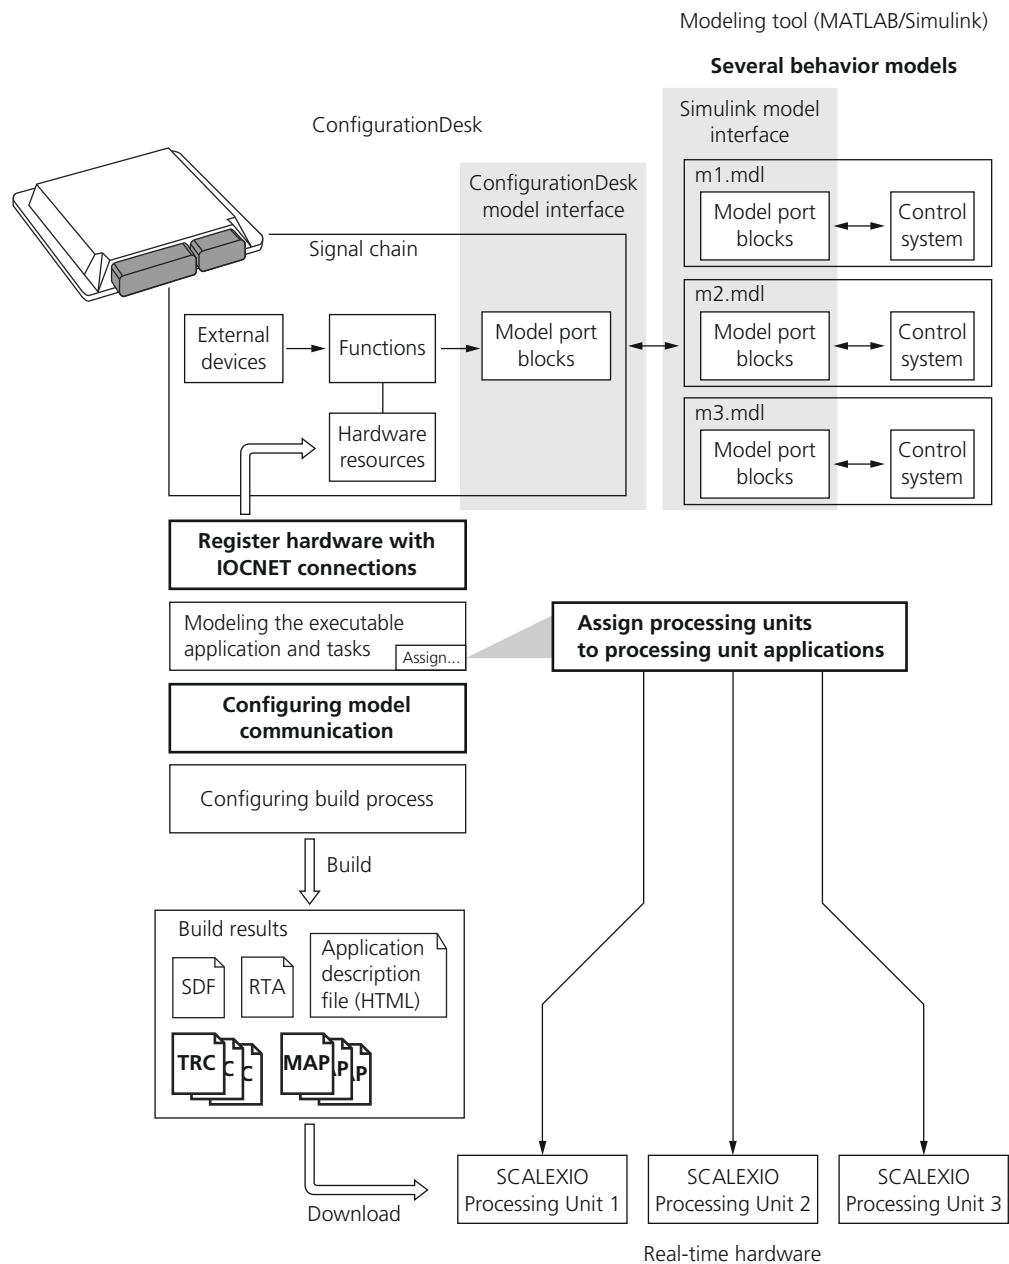 Modeling tool (MATLAB/Simulink)
Several behavior models
Simulink model
interface
ConfigurationDesk
ConfigurationDesk
model interface
Signal chain
m1.mdl
Model port
blocks
Control
system
m2.mdl
Model port
blocks
Control
system
m3.mdl
Model port
blocks
Control
system
External
devices
Functions
Model port
blocks
Hardware
resources
Register hardware with
IOCNET connections
Modeling the executable
application and tasks
Assign...
Assign processing units
to processing unit applications
Configuring model
communication
Configuring build process
Build
Build results
SDF
RTA
Application
description
file (HTML)
TRC
C
C
MAP
AP
AP
Download
SCALEXIO
Processing Unit 1
SCALEXIO
Processing Unit 2
SCALEXIO
Processing Unit 3
Real-time hardware